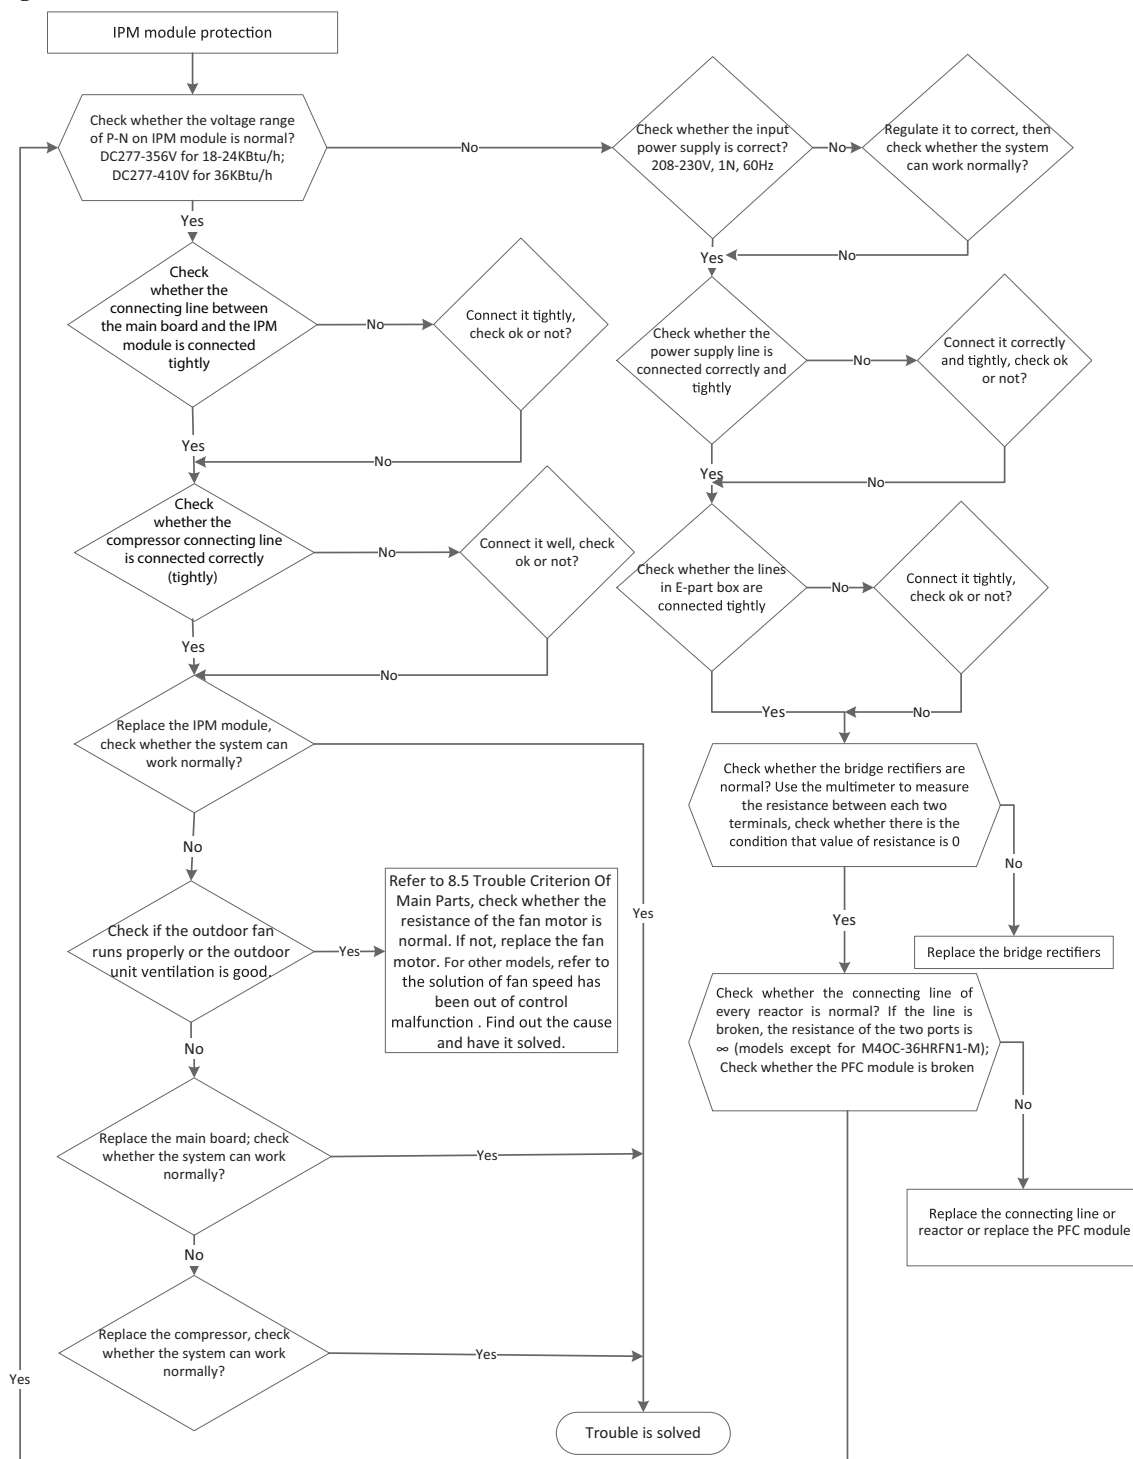 IPM module protection
Check whether the voltage range
of P-N on IPM module is normal?
DC277-356V for 18-24KBtu/h;
DC277-410V for 36KBtu/h
No
Check whether the input
power supply is correct?
208-230V, 1N, 60Hz
No
Regulate it to correct, then
check whether the system
can work normally?
Yes
Yes
No
Check
whether the
connecting line between
the main board and the IPM
module is connected
tightly
No
Connect it tightly,
check ok or not?
Check whether the
power supply line is
connected correctly and
tightly
No
Connect it correctly
and tightly, check ok
or not?
Yes
No
Yes
No
Check
whether the
compressor connecting line
is connected correctly
(tightly)
No
Connect it well, check
ok or not?
Check whether the lines
in E-part box are
connected tightly
No
Connect it tightly,
check ok or not?
Yes
No
Yes
No
Replace the IPM module,
check whether the system can
work normally?
Check whether the bridge rectifiers are
normal? Use the multimeter to measure
the resistance between each two
terminals, check whether there is the
condition that value of resistance is 0
No
No
Yes
Yes
Check if the outdoor fan
runs properly or the outdoor
unit ventilation is good.
Yes
Refer to 8.5 Trouble Criterion Of
Main Parts, check whether the
resistance of the fan motor is
normal. If not, replace the fan
motor. For other models, refer to
the solution of fan speed has
been out of control
malfunction . Find out the cause
and have it solved.
Replace the bridge rectifiers
Check whether the connecting line of
every reactor is normal? If the line is
broken, the resistance of the two ports is
∞ (models except for M4OC-36HRFN1-M);
Check whether the PFC module is broken
No
No
Replace the main board; check
whether the system can work
normally?
Yes
Replace the connecting line or
reactor or replace the PFC module
No
Replace the compressor, check
whether the system can work
normally?
Yes
Yes
Trouble is solved